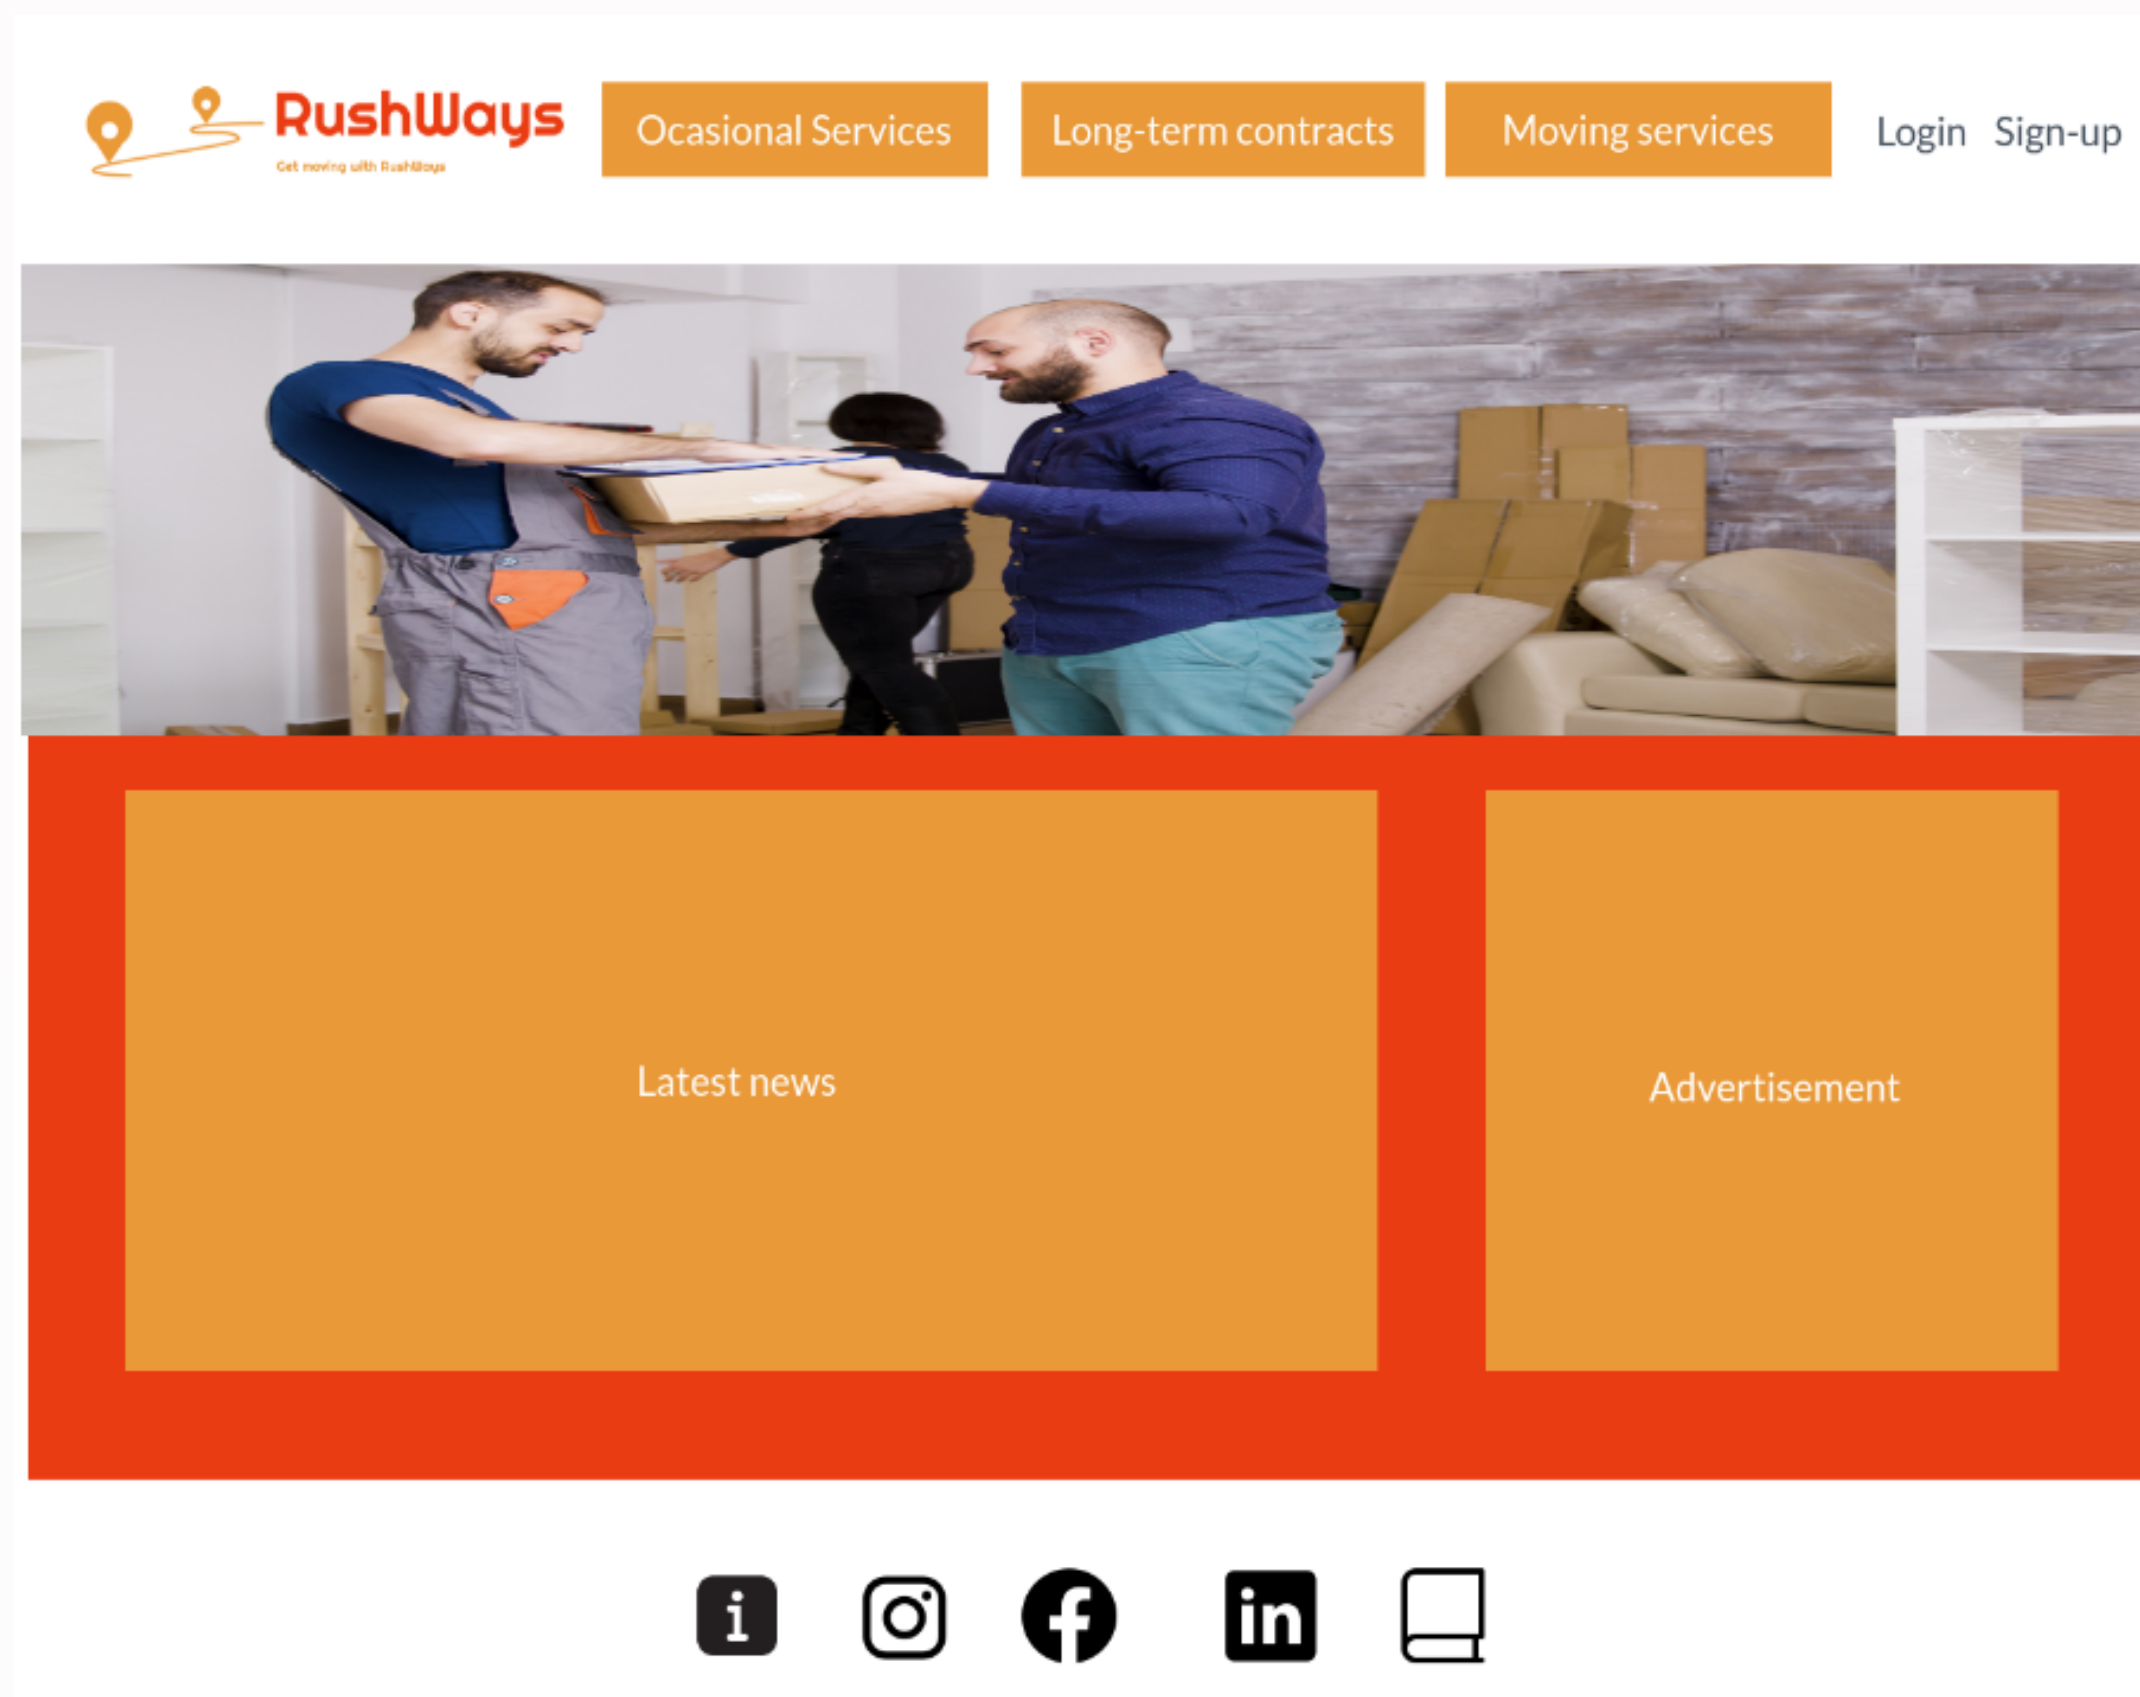 RushWays
Get moving with RushWays
Ocasional Services
Long-term contracts
Moving services
Login
Sign-up
Latest news
Advertisement